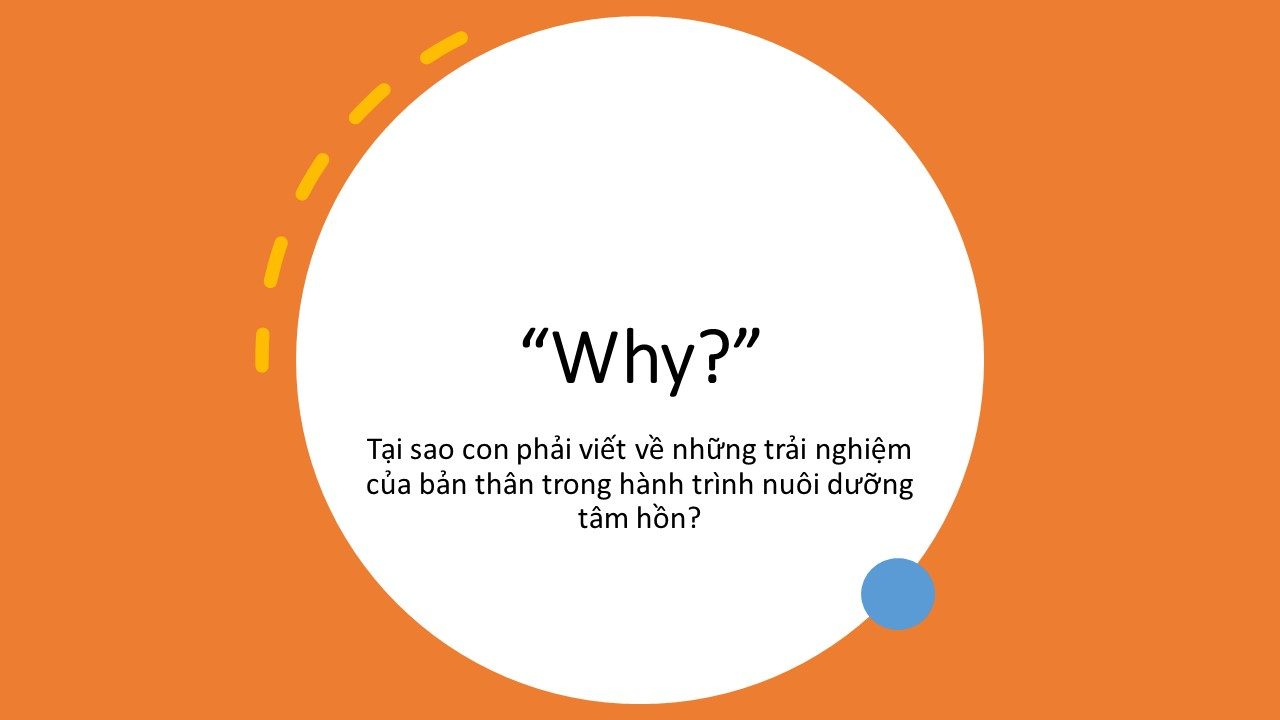 “Why?”
Tại sao con phải viết về những trải nghiệm
của bản thân trong hành trình nuôi dưỡng
tâm hồn?